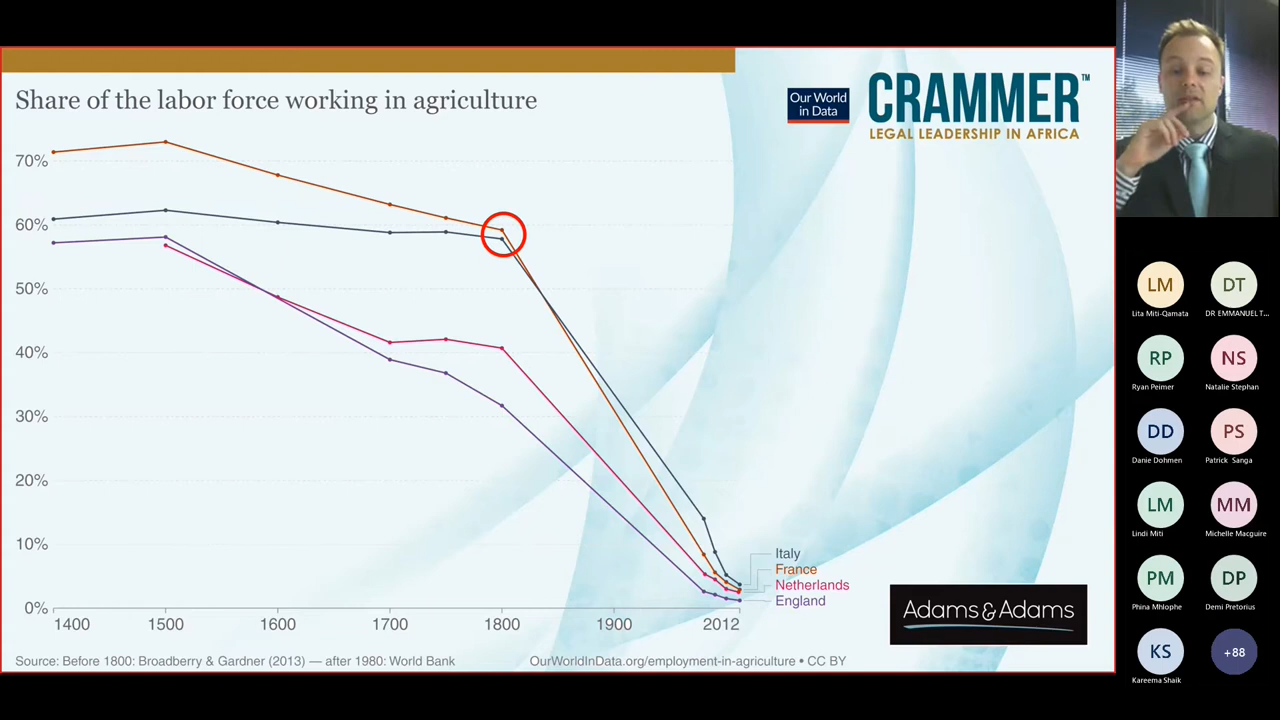 Share of the labor force working in agriculture
Our World
in Data
CRAMMER™
LEGAL LEADERSHIP IN AFRICA
70%
60%
50%
40%
30%
20%
10%
0%
1400
1500
1600
1700
1800
1900
2012
Italy
France
Netherlands
England
Adams & Adams
Source: Before 1800: Broadberry & Gardner (2013) — after 1980: World Bank
OurWorldInData.org/employment-in-agriculture • CC BY
LM
Lita Miti-Qamata
DT
DR EMMANUEL T...
RP
Ryan Peimer
NS
Natalie Stephan
DD
Danie Dohmen
PS
Patrick Sanga
LM
Lindi Miti
MM
Michelle Macguire
PM
Phina Mhlophe
DP
Demi Pretorius
KS
Kareema Shaik
+88